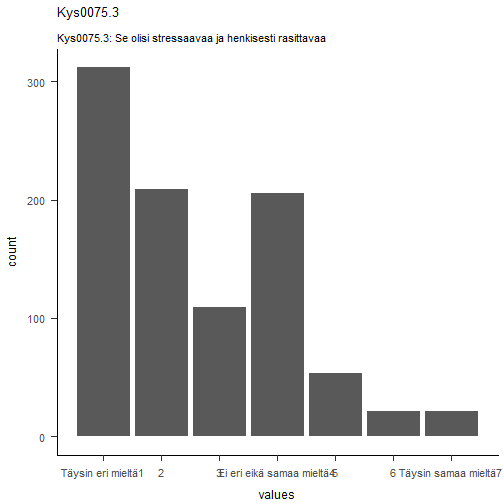 Kys0075.3
Kys0075.3: Se olisi stressaavaa ja henkisesti rasittavaa
300
200
100
0
count
Täysin eri mieltä1 2 3 Ei eri eikä samaa mieltä4 5 6 Täysin samaa mieltä7
values